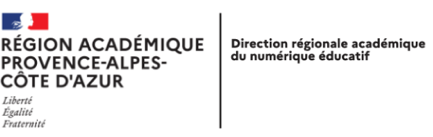 RÉGION ACADÉMIQUE
PROVENCE-ALPES-
CÔTE D'AZUR
Liberté
Égalité
Fraternité
Direction régionale académique
du numérique éducatif